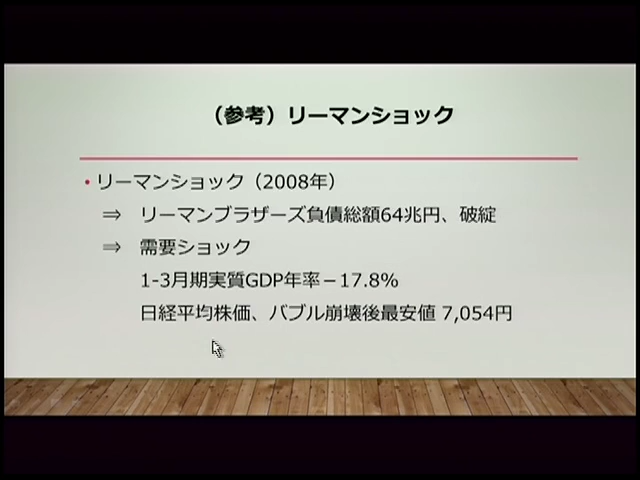 （参考）リーマンショック
・リーマンショック（2008年）
⇒ リーマンブラザーズ負債総額64兆円、破綻
⇒ 需要ショック
1-3月期実質GDP年率－17.8%
日経平均株価、バブル崩壊後最安値 7,054円